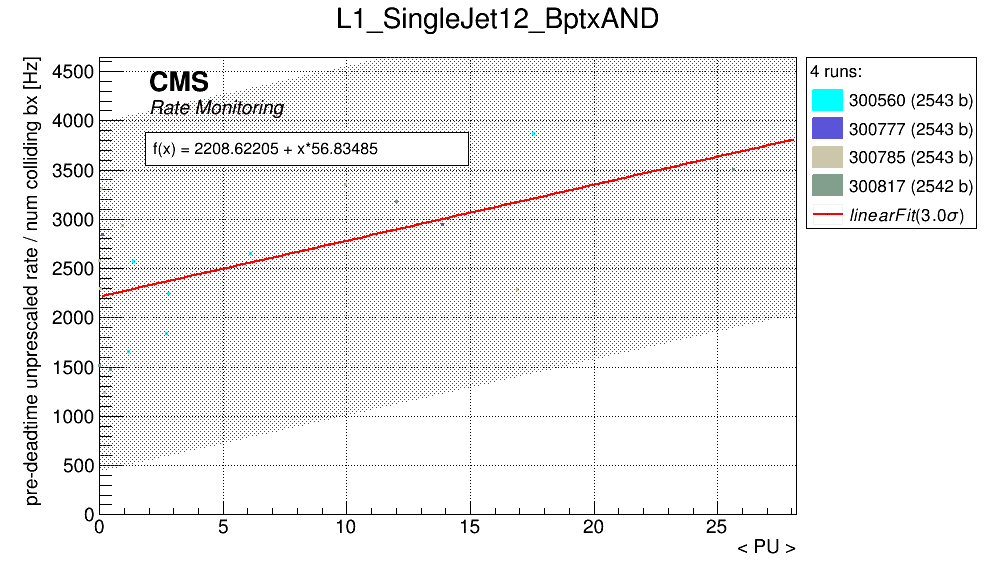 L1_SingleJet12_BptxAND
pre-deadtime unprescaled rate / num colliding bx [Hz]
4500
4000
3500
3000
2500
2000
1500
1000
500
0
CMS
Rate Monitoring
f(x) = 2208.62205 + x*56.83485
0 5 10 15 20 25
< PU >
4 runs:
300560 (2543 b)
300777 (2543 b)
300785 (2543 b)
300817 (2542 b)
linearFit(3.0σ)